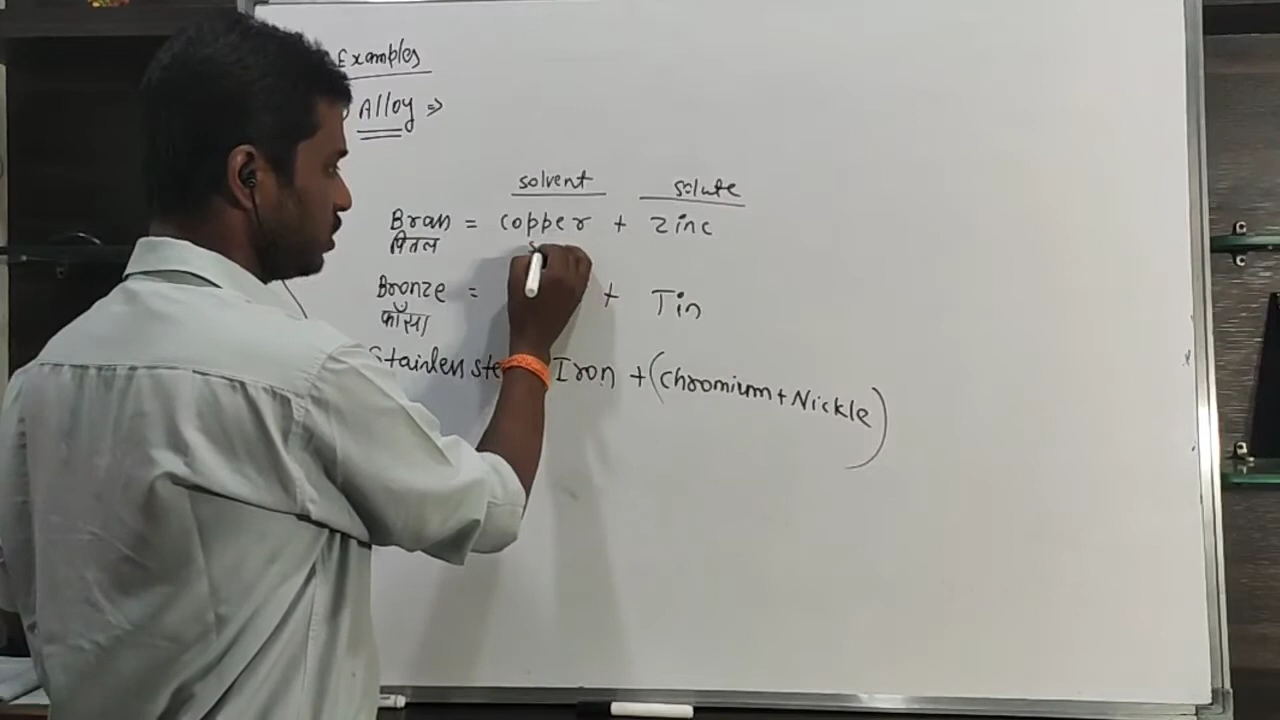 Examples
Alloy ⇒
solvent solute
Brass = copper + zinc
पितल
Bronze = + Tin
काँसा
Stainless ste Iron + (chromium + Nickle)